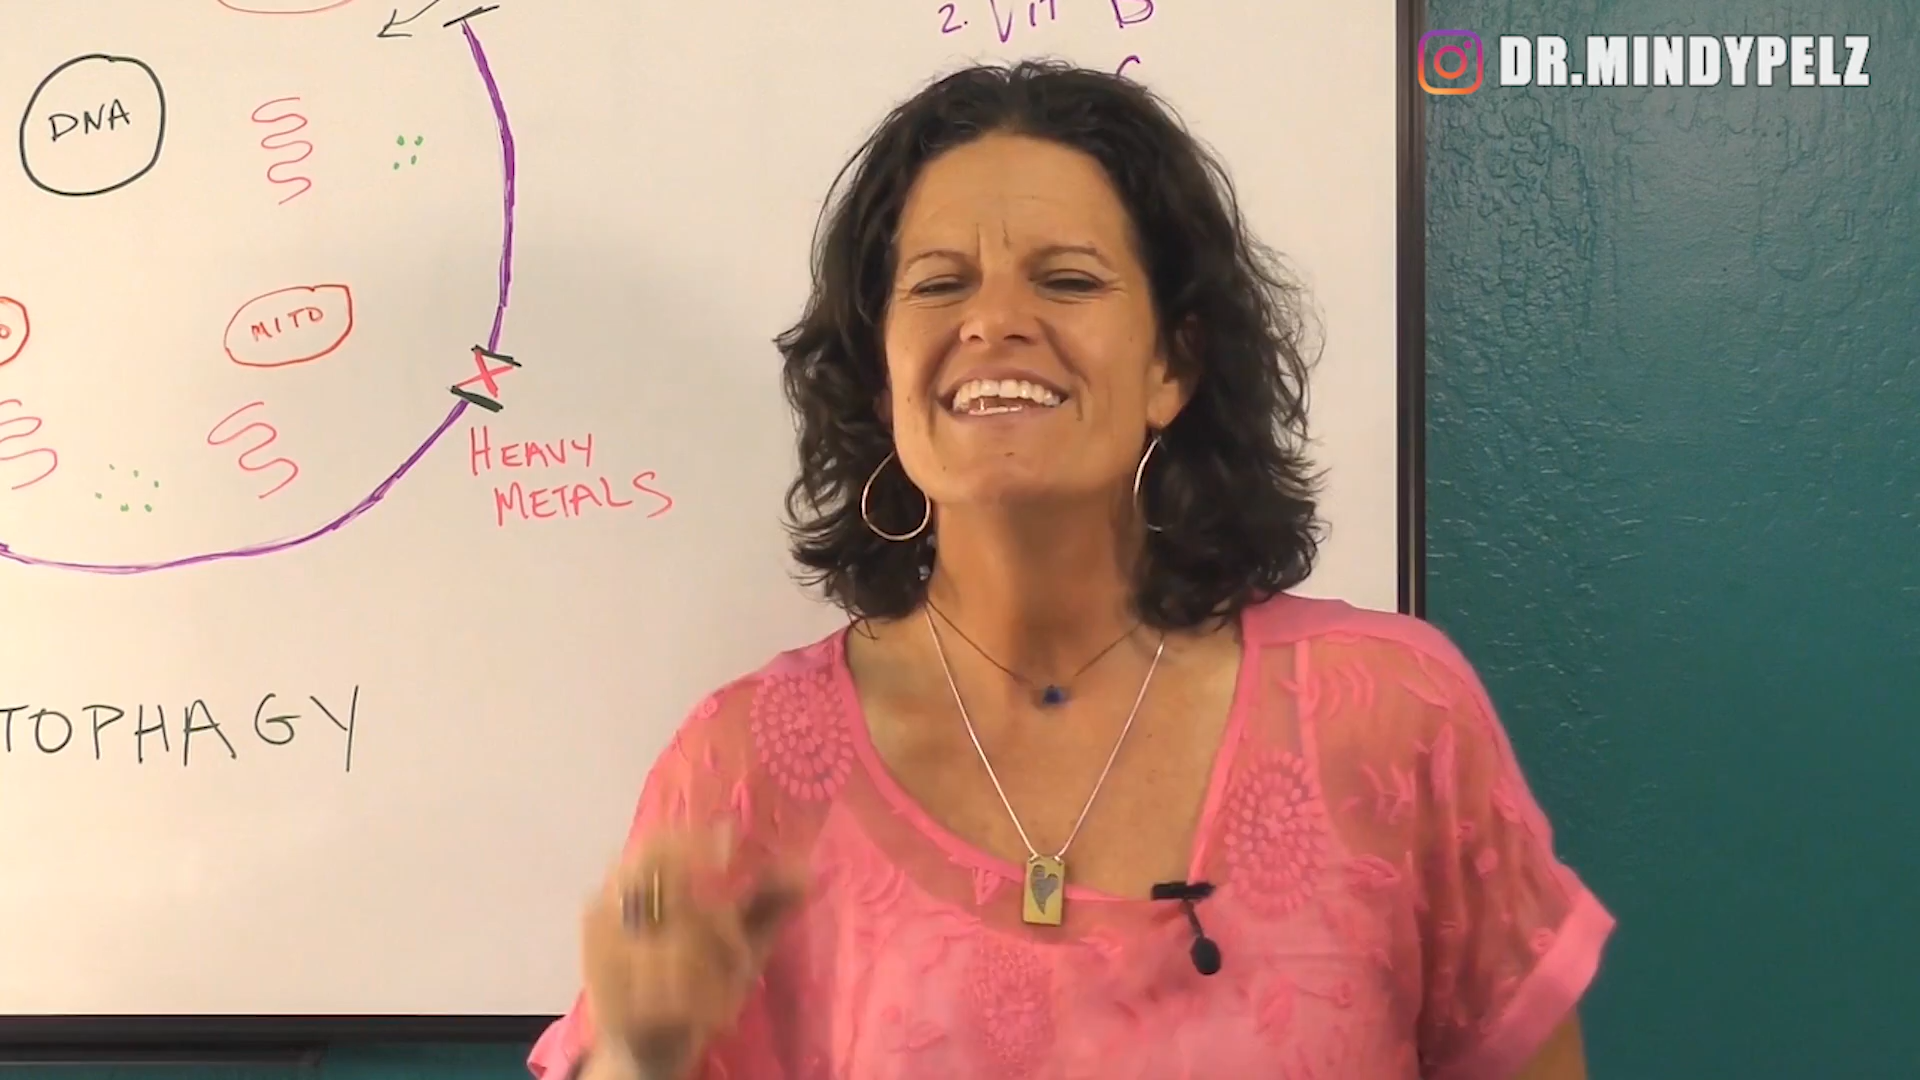 DR.MINDYPELZ
2. Vit B
C
DNA
MITO
HEAVY
METALS
TOPHAGY